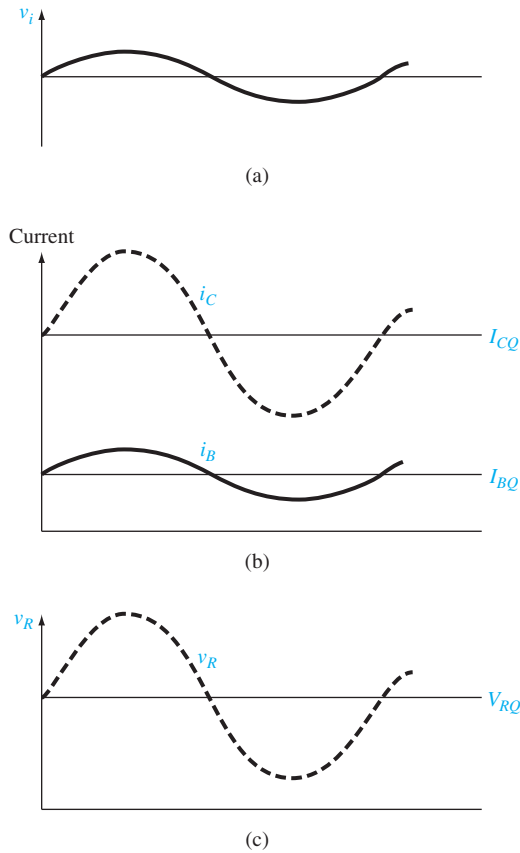 v_i
(a)
Current
i_C
I_CQ
i_B
I_BQ
(b)
v_R
v_R
V_RQ
(c)